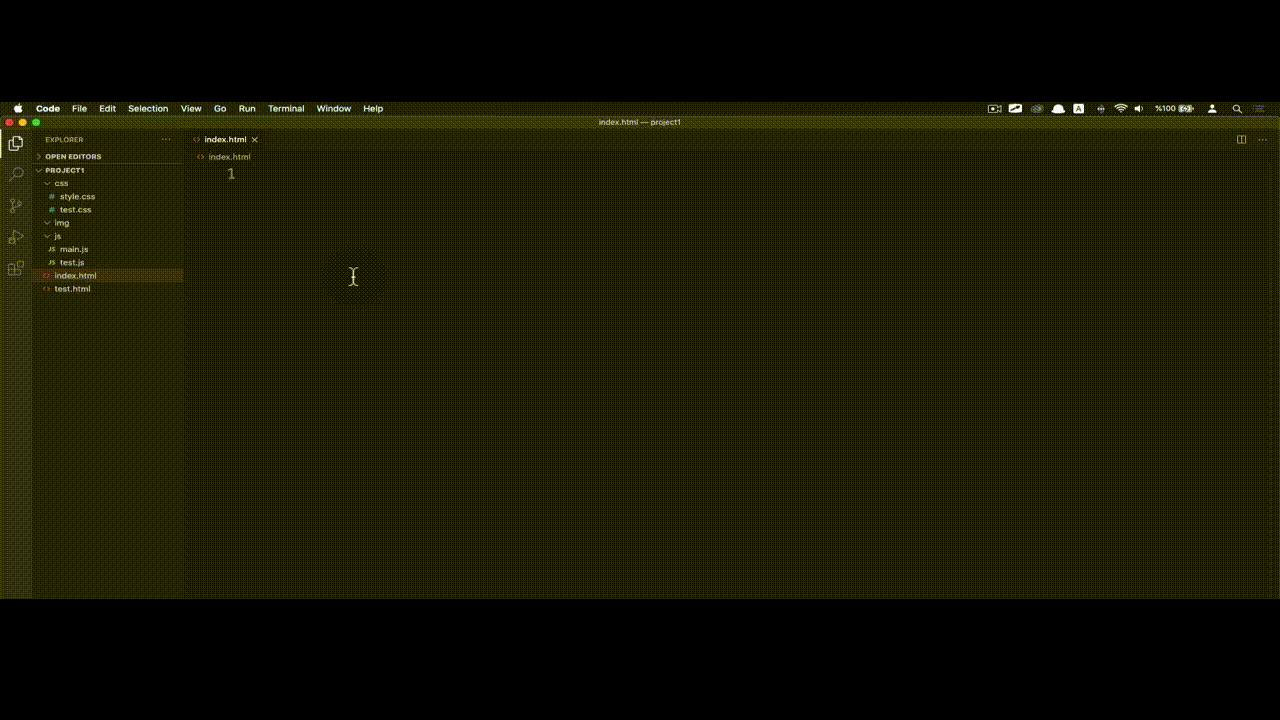 Code File Edit Selection View Go Run Terminal Window Help A %100
index.html — project1
EXPLORER
index.html
OPEN EDITORS
index.html
PROJECT1
1
css
# style.css
# test.css
img
js
JS main.js
JS test.js
index.html
test.html